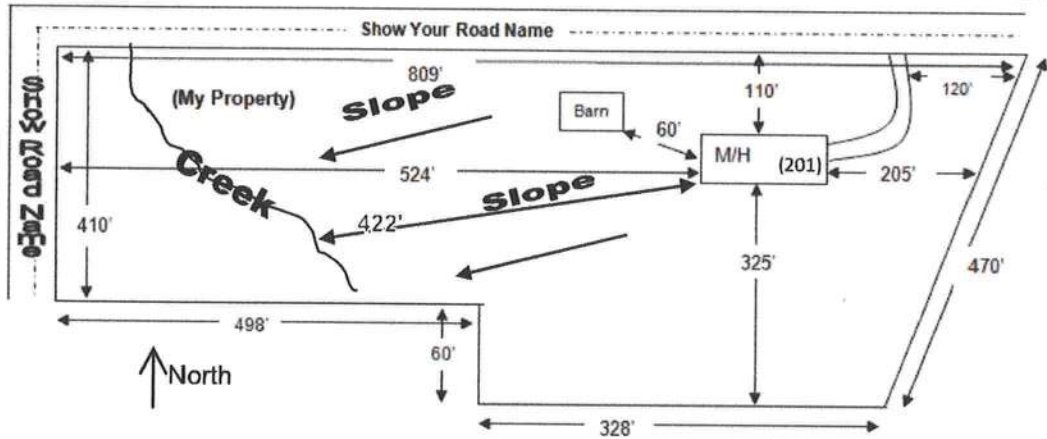 Show Your Road Name
809'
(My Property)
Slope
110'
120'
Barn
60'
M/H
(201)
Show Road Name
Creek
524'
Slope
205'
422'
410'
325'
470'
498'
60'
North
328'